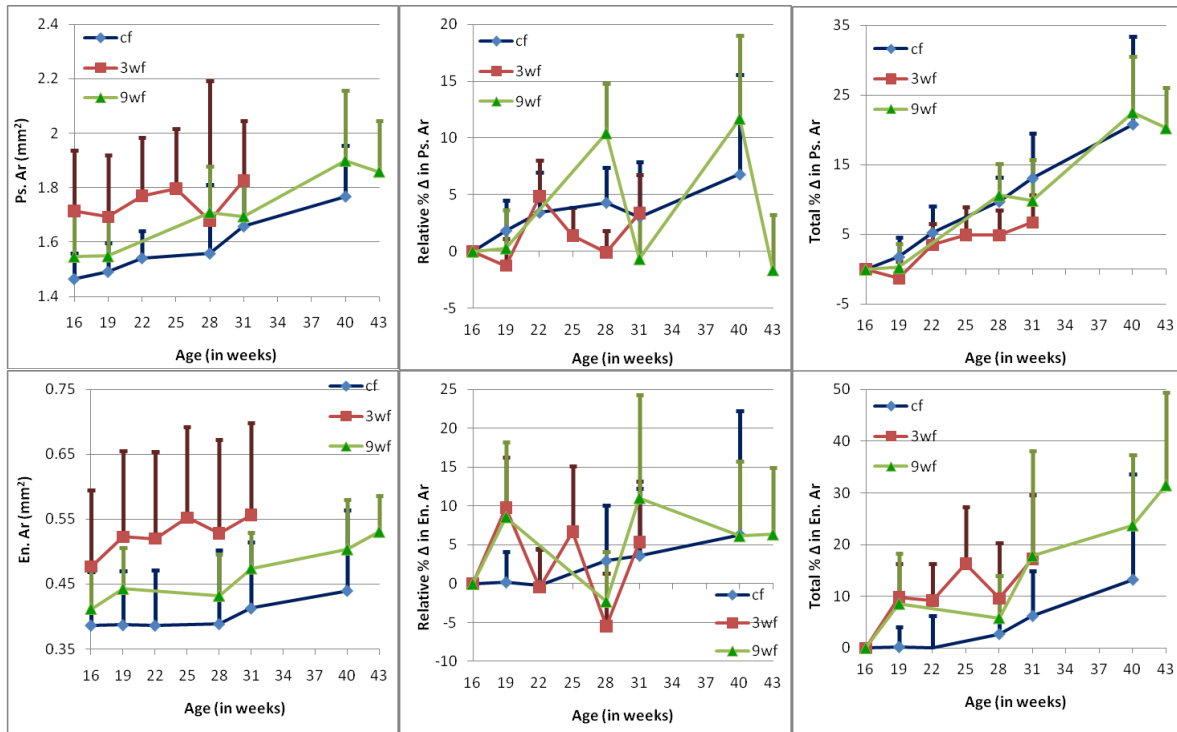 Ps. Ar (mm²)
2.4
2.2
2
1.8
1.6
1.4
cf
3wf
9wf
16 19 22 25 28 31 34 37 40 43
Age (in weeks)
Relative % Δ in Ps. Ar
20
15
10
5
0
-5
cf
3wf
9wf
16 19 22 25 28 31 34 37 40 43
Age (in weeks)
Total % Δ in Ps. Ar
35
25
15
5
-5
cf
3wf
9wf
16 19 22 25 28 31 34 37 40 43
Age (in weeks)
En. Ar (mm²)
0.75
0.65
0.55
0.45
0.35
cf
3wf
9wf
16 19 22 25 28 31 34 37 40 43
Age (in weeks)
Relative % Δ in En. Ar
25
20
15
10
5
0
-5
-10
cf
3wf
9wf
16 19 22 25 28 31 34 37 40 43
Age (in weeks)
Total % Δ in En. Ar
50
40
30
20
10
0
cf
3wf
9wf
16 19 22 25 28 31 34 37 40 43
Age (in weeks)